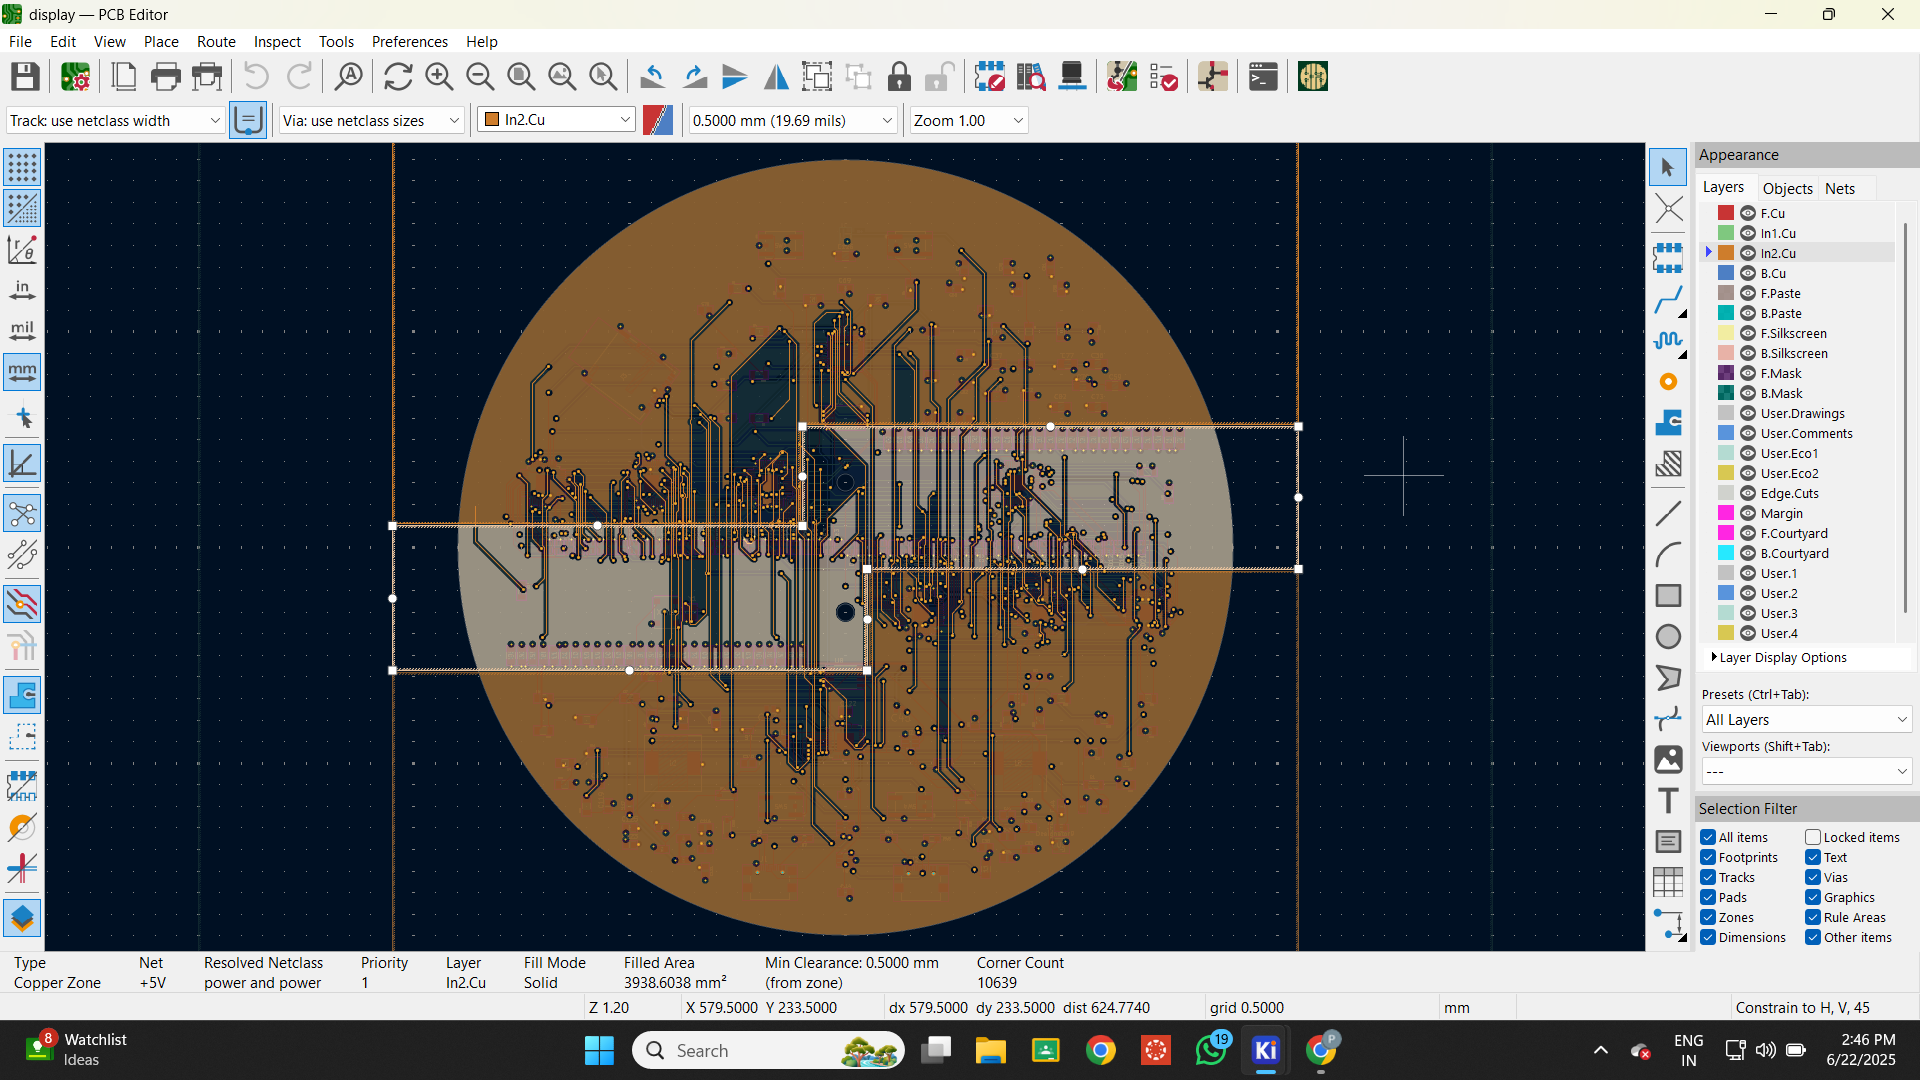 display — PCB Editor
File Edit View Place Route Inspect Tools Preferences Help
Track: use netclass width
Via: use netclass sizes
In2.Cu
0.5000 mm (19.69 mils)
Zoom 1.00
in
mil
mm
Appearance
Layers Objects Nets
F.Cu
In1.Cu
In2.Cu
B.Cu
F.Paste
B.Paste
F.Silkscreen
B.Silkscreen
F.Mask
B.Mask
User.Drawings
User.Comments
User.Eco1
User.Eco2
Edge.Cuts
Margin
F.Courtyard
B.Courtyard
User.1
User.2
User.3
User.4
Layer Display Options
Presets (Ctrl+Tab):
All Layers
Viewports (Shift+Tab):
---
Selection Filter
All items Locked items
Footprints Text
Tracks Vias
Pads Graphics
Zones Rule Areas
Dimensions Other items
Type Net Resolved Netclass Priority Layer Fill Mode Filled Area Min Clearance: 0.5000 mm Corner Count
Copper Zone +5V power and power 1 In2.Cu Solid 3938.6038 mm² (from zone) 10639
Z 1.20 X 579.5000 Y 233.5000 dx 579.5000 dy 233.5000 dist 624.7740 grid 0.5000 mm Constrain to H, V, 45
8
Watchlist
Ideas
Search
19
Ki
P
ENG
IN
2:46 PM
6/22/2025